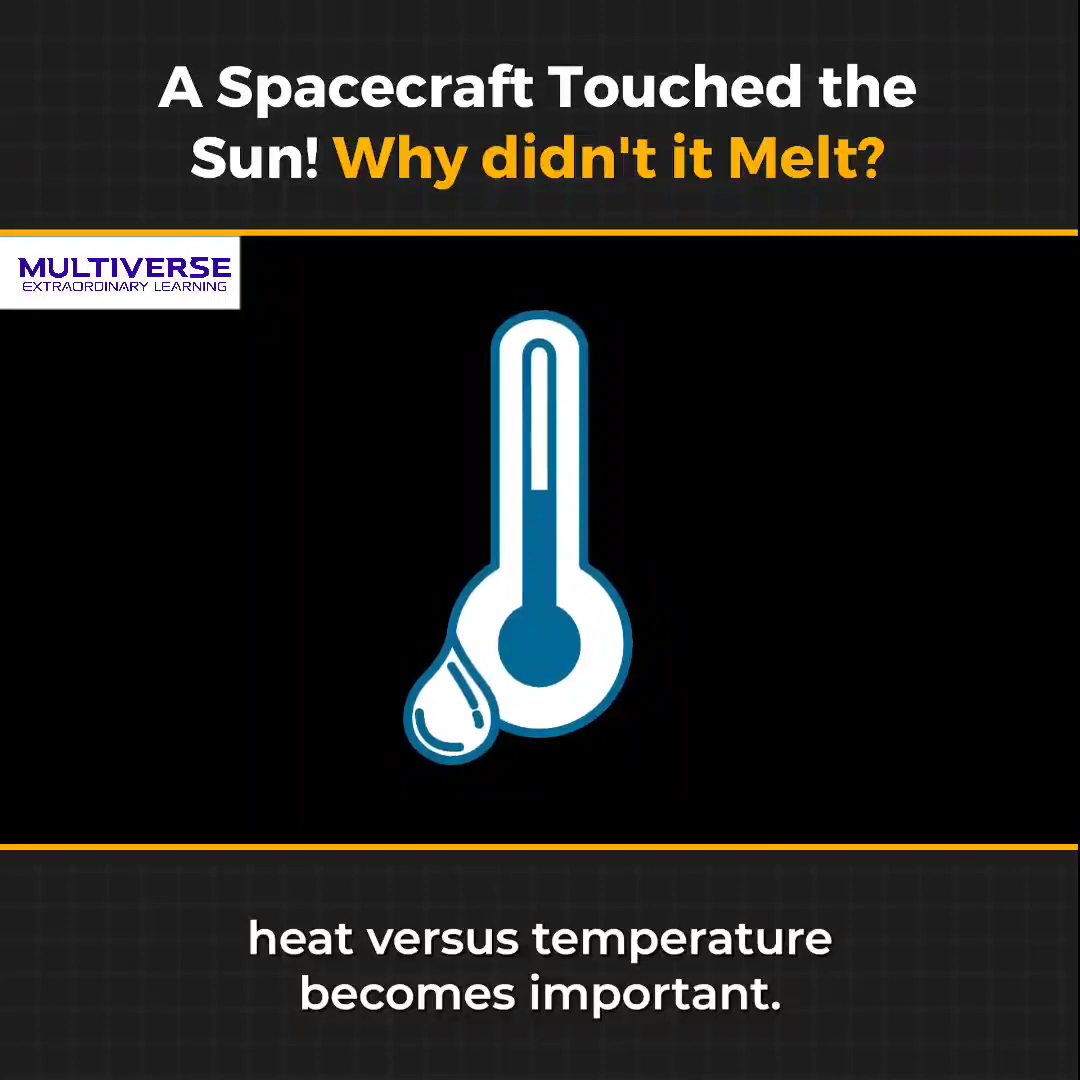 A Spacecraft Touched the
Sun! Why didn't it Melt?
MULTIVERSE
EXTRAORDINARY LEARNING
heat versus temperature
becomes important.